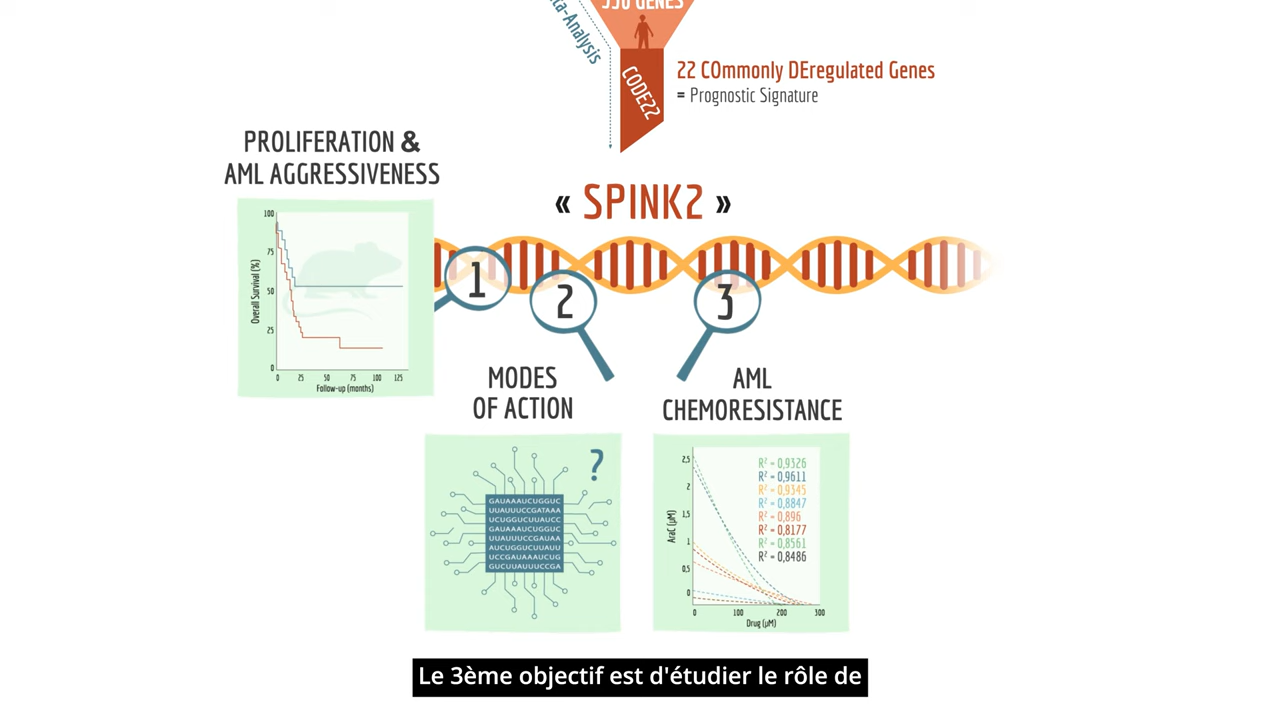 GENES
ta-Analysis
CODE22
22 COmmonly DEregulated Genes
= Prognostic Signature
PROLIFERATION &
AML AGGRESSIVENESS
« SPINK2 »
1
2
3
Overall Survival (%)
100
75
50
25
0
0 25 50 75 100 125
Follow-up (months)
MODES
OF ACTION
?
GAUAAAUCUGGUC
UUAUUUCCGAUAAA
UCUGGUCUUAUCC
GAUAAAUCUGGUC
UUAUUUCCGAUAA
AUCUGGUCUUAUU
UCCGAUAAAUCUG
GUCUUAUUUCCGA
AML
CHEMORESISTANCE
AraC (µM)
2,5
2
1,5
1
0,5
0
0 100 200 300
Drug (µM)
R² = 0,9326
R² = 0,9611
R² = 0,9345
R² = 0,8847
R² = 0,896
R² = 0,8177
R² = 0,8561
R² = 0,8486
Le 3ème objectif est d'étudier le rôle de